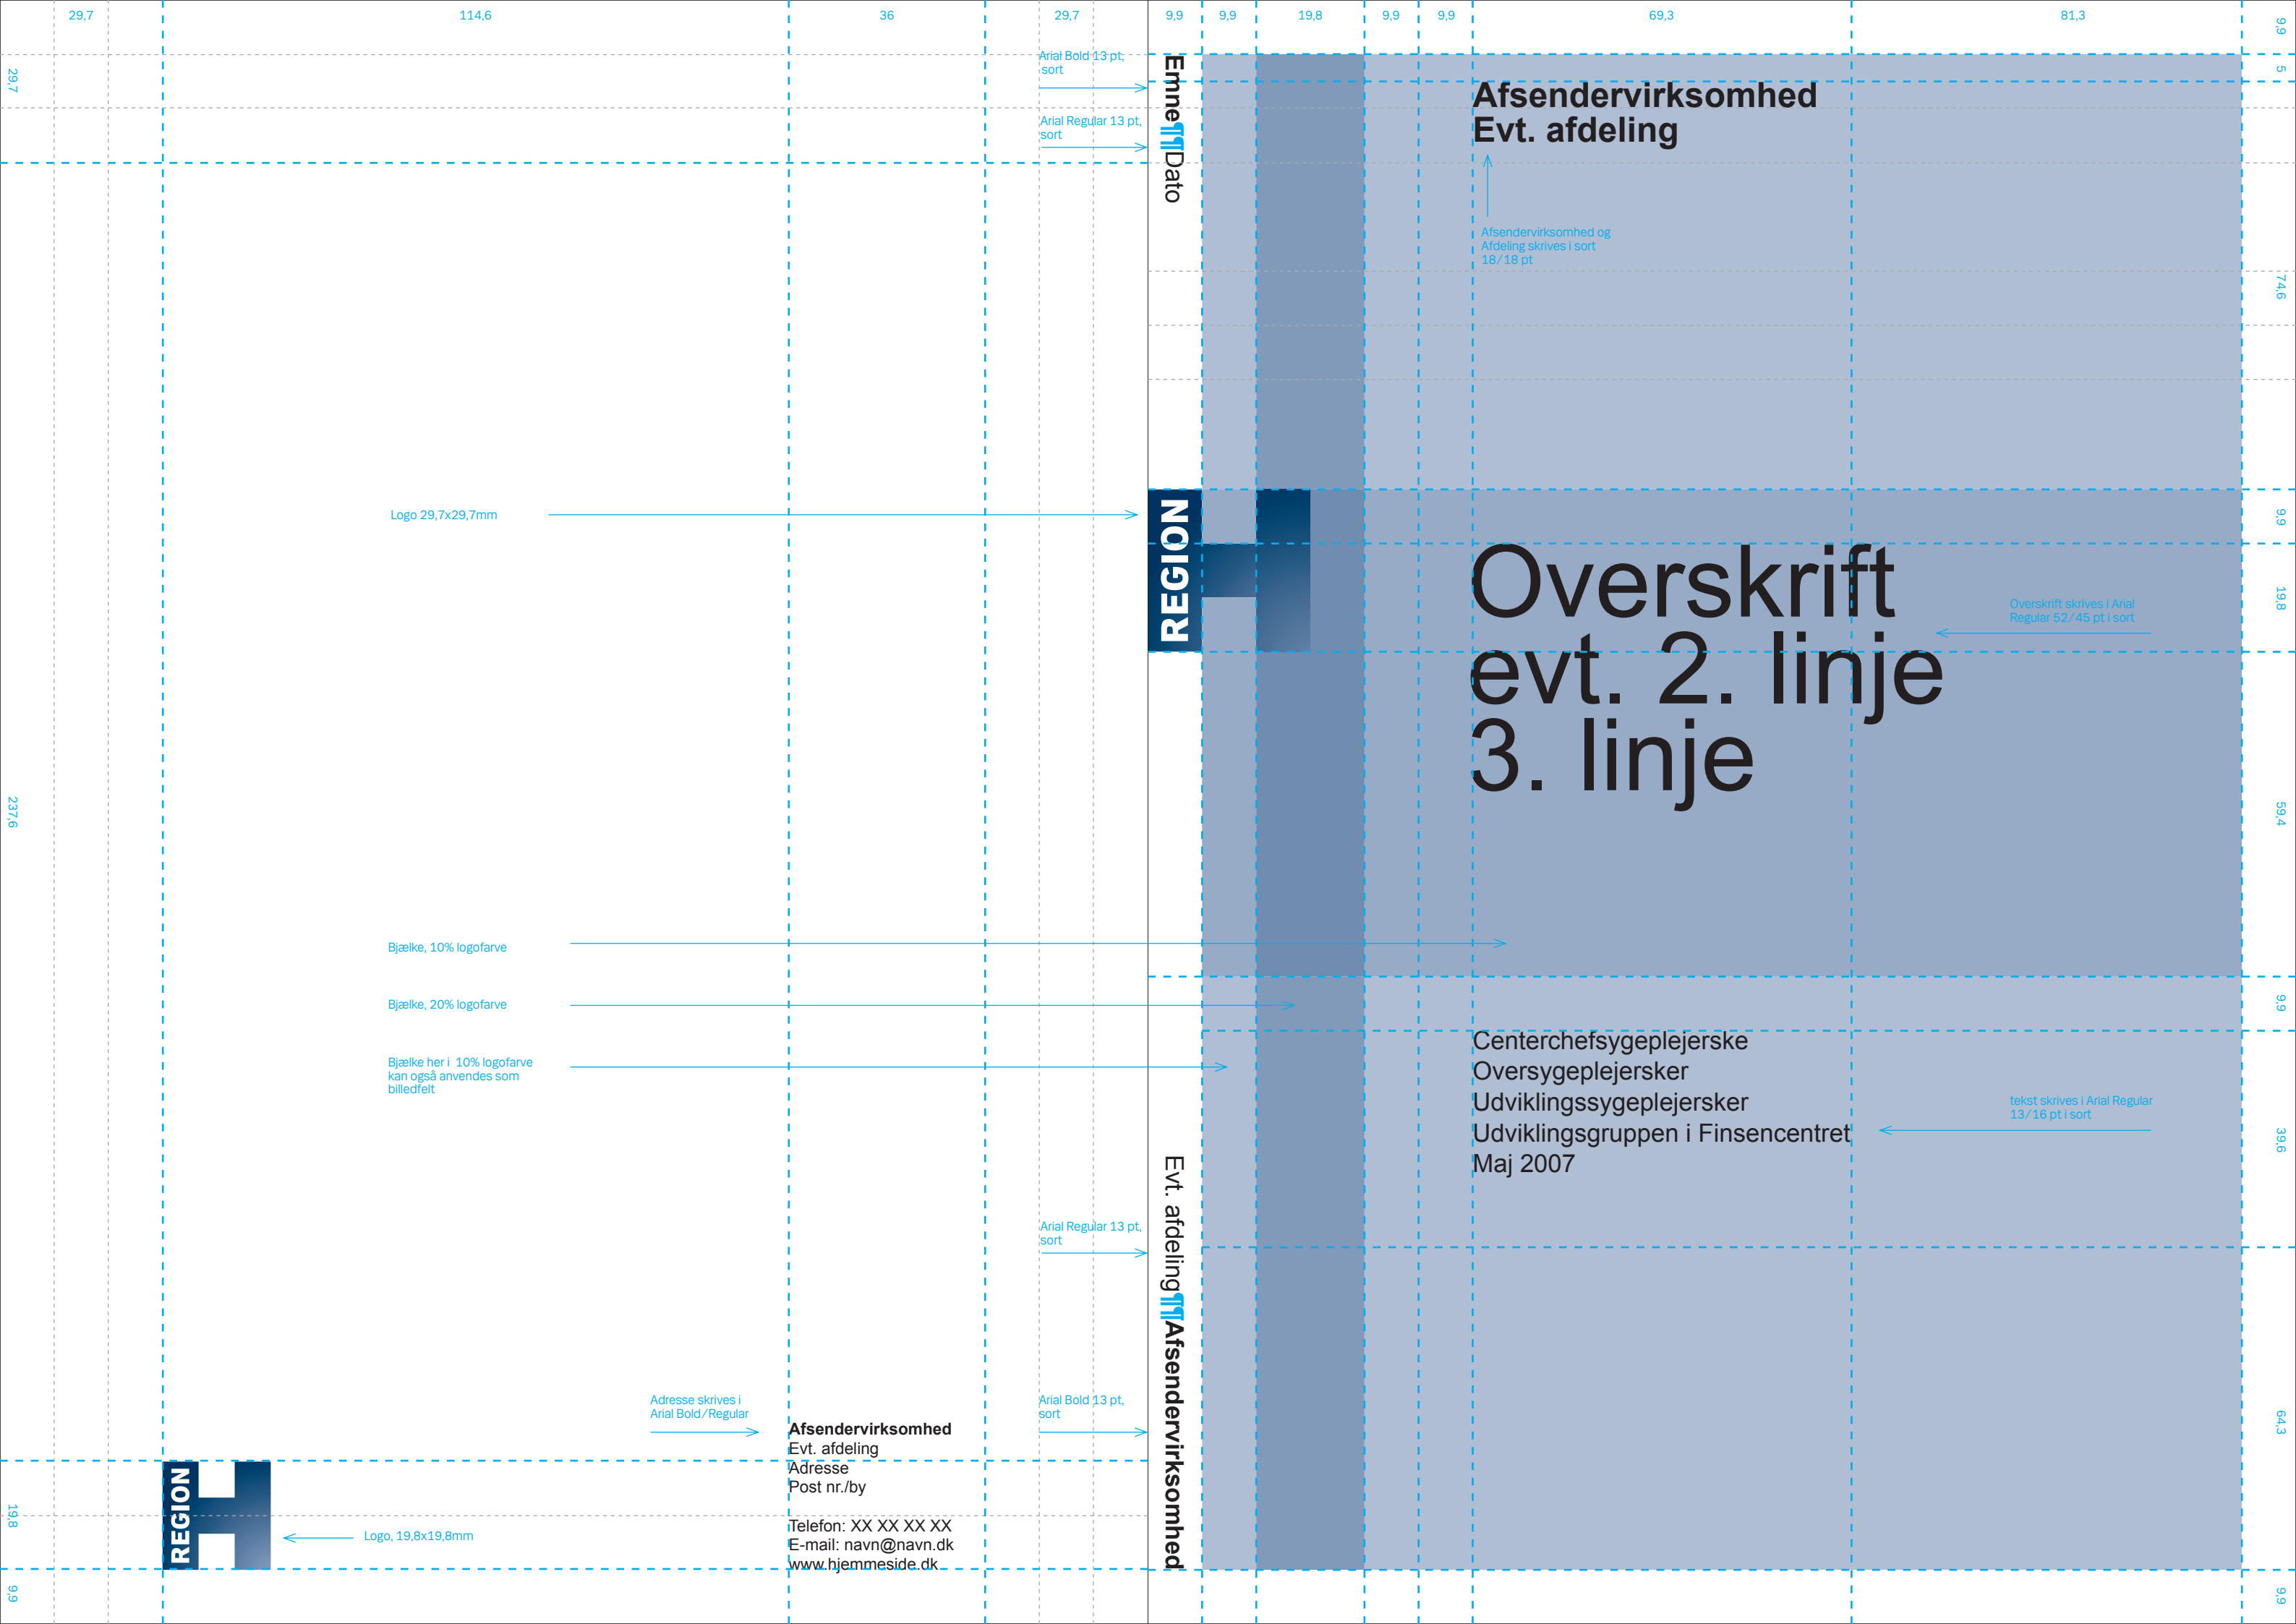 29,7
114,6
36
29,7
9,9
9,9
19,8
9,9
9,9
69,3
81,3
9,9
5
74,6
9,9
19,8
59,4
9,9
39,6
64,3
9,9
29,7
237,6
19,8
9,9
Arial Bold 13 pt,
sort
Arial Regular 13 pt,
sort
Emne¶¶Dato
Afsendervirksomhed
Evt. afdeling
Afsendervirksomhed og
Afdeling skrives i sort
18/18 pt
Logo 29,7x29,7mm
REGION
H
Overskrift
evt. 2. linje
3. linje
Overskrift skrives i Arial
Regular 52/45 pt i sort
Bjælke, 10% logofarve
Bjælke, 20% logofarve
Bjælke her i  10% logofarve
kan også anvendes som
billedfelt
Centerchefsygeplejerske
Oversygeplejersker
Udviklingssygeplejersker
Udviklingsgruppen i Finsencentret
Maj 2007
tekst skrives i Arial Regular
13/16 pt i sort
Arial Regular 13 pt,
sort
Evt. afdeling¶¶Afsendervirksomhed
Arial Bold 13 pt,
sort
Adresse skrives i
Arial Bold/Regular
Afsendervirksomhed
Evt. afdeling
Adresse
Post nr./by
Telefon: XX XX XX XX
E-mail: navn@navn.dk
www.hjemmeside.dk
REGION
H
Logo, 19,8x19,8mm